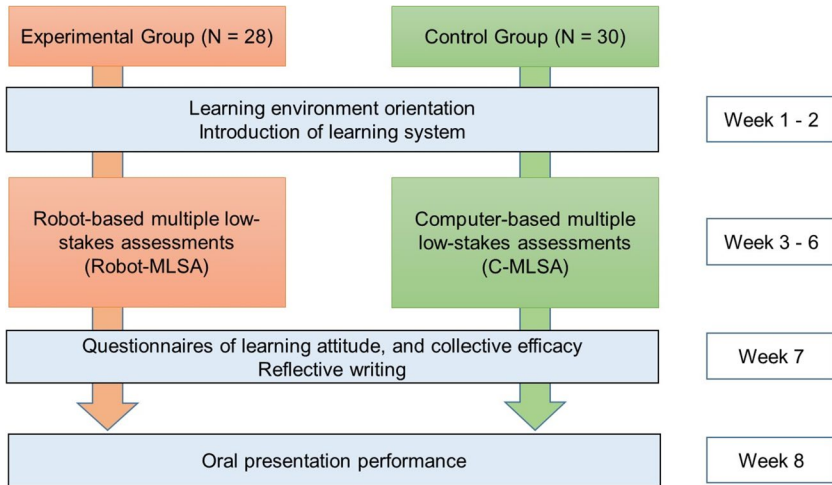 Experimental Group (N = 28)
Control Group (N = 30)
Learning environment orientation
Introduction of learning system
Week 1 - 2
Robot-based multiple low-
stakes assessments
(Robot-MLSA)
Computer-based multiple
low-stakes assessments
(C-MLSA)
Week 3 - 6
Questionnaires of learning attitude, and collective efficacy
Reflective writing
Week 7
Oral presentation performance
Week 8